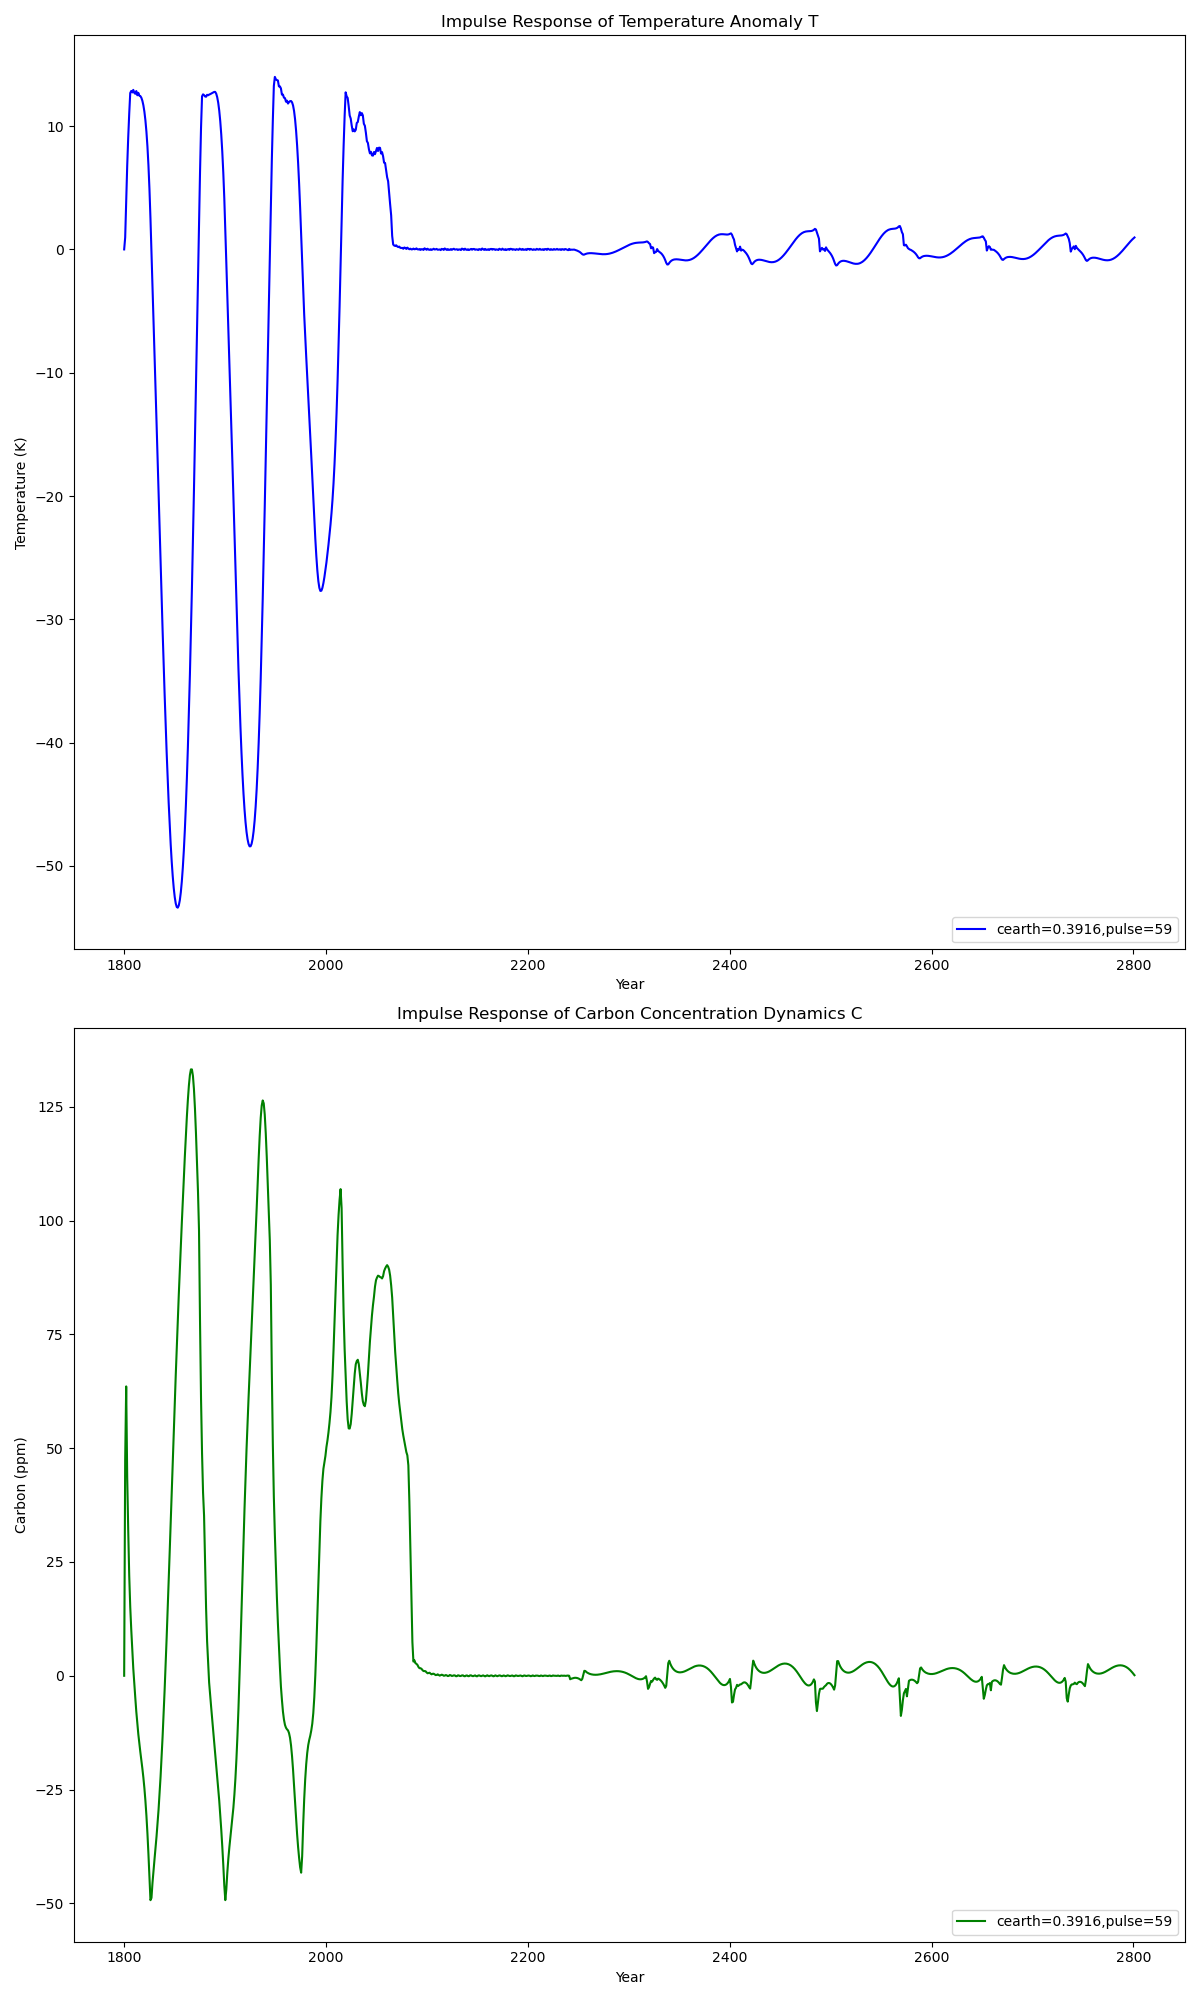 Impulse Response of Temperature Anomaly T
10
0
−10
−20
−30
−40
−50
Temperature (K)
cearth=0.3916,pulse=59
1800 2000 2200 2400 2600 2800
Year
Impulse Response of Carbon Concentration Dynamics C
125
100
75
50
25
0
−25
−50
Carbon (ppm)
cearth=0.3916,pulse=59
1800 2000 2200 2400 2600 2800
Year